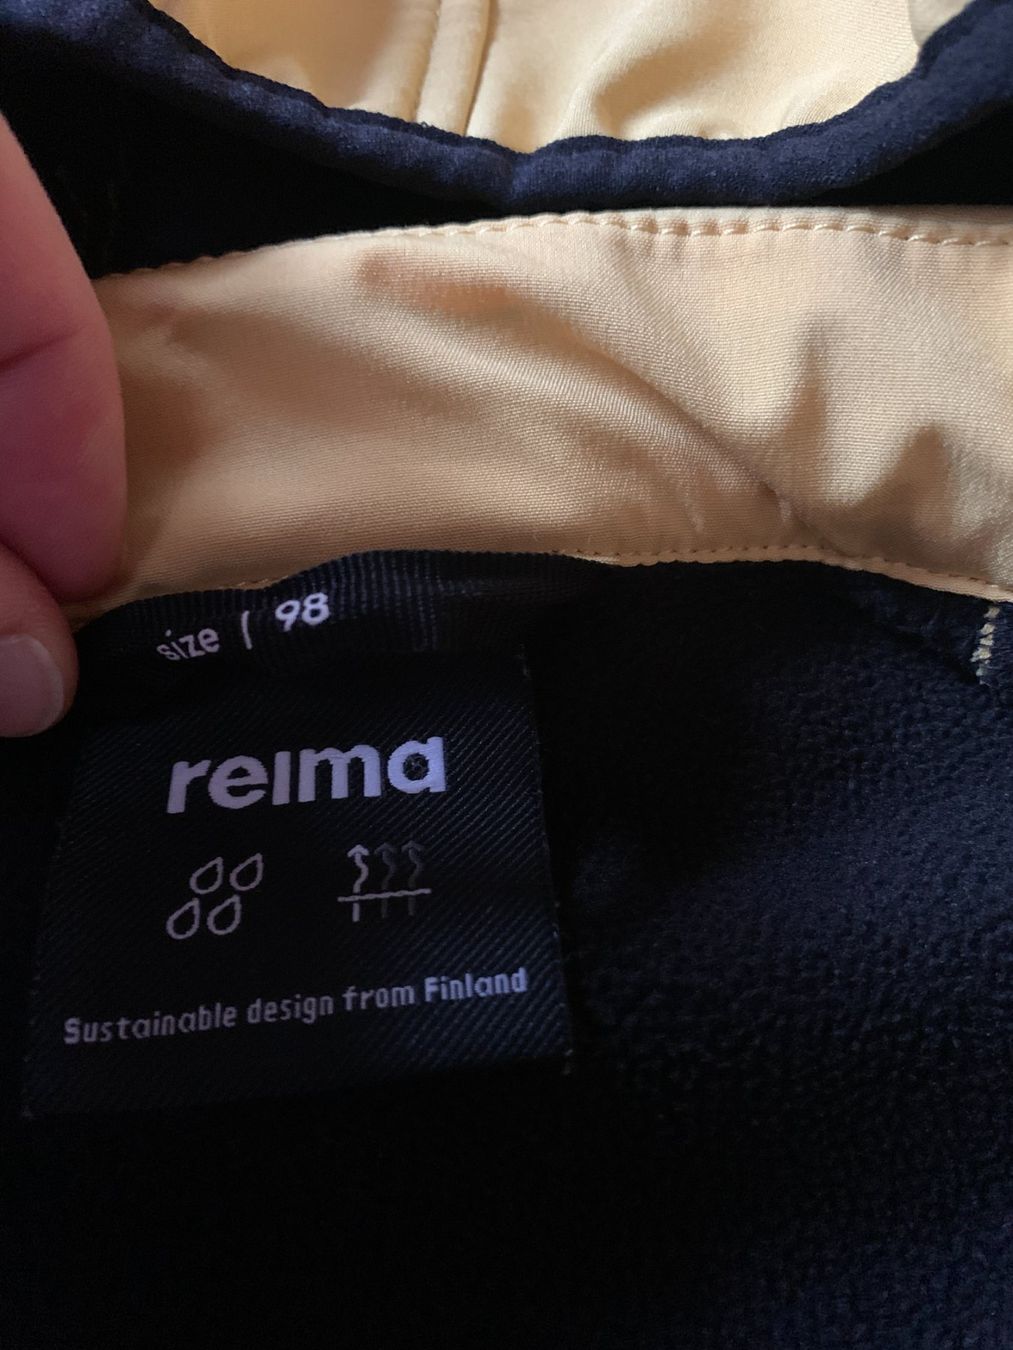 size | 98
reima
Sustainable design from Finland